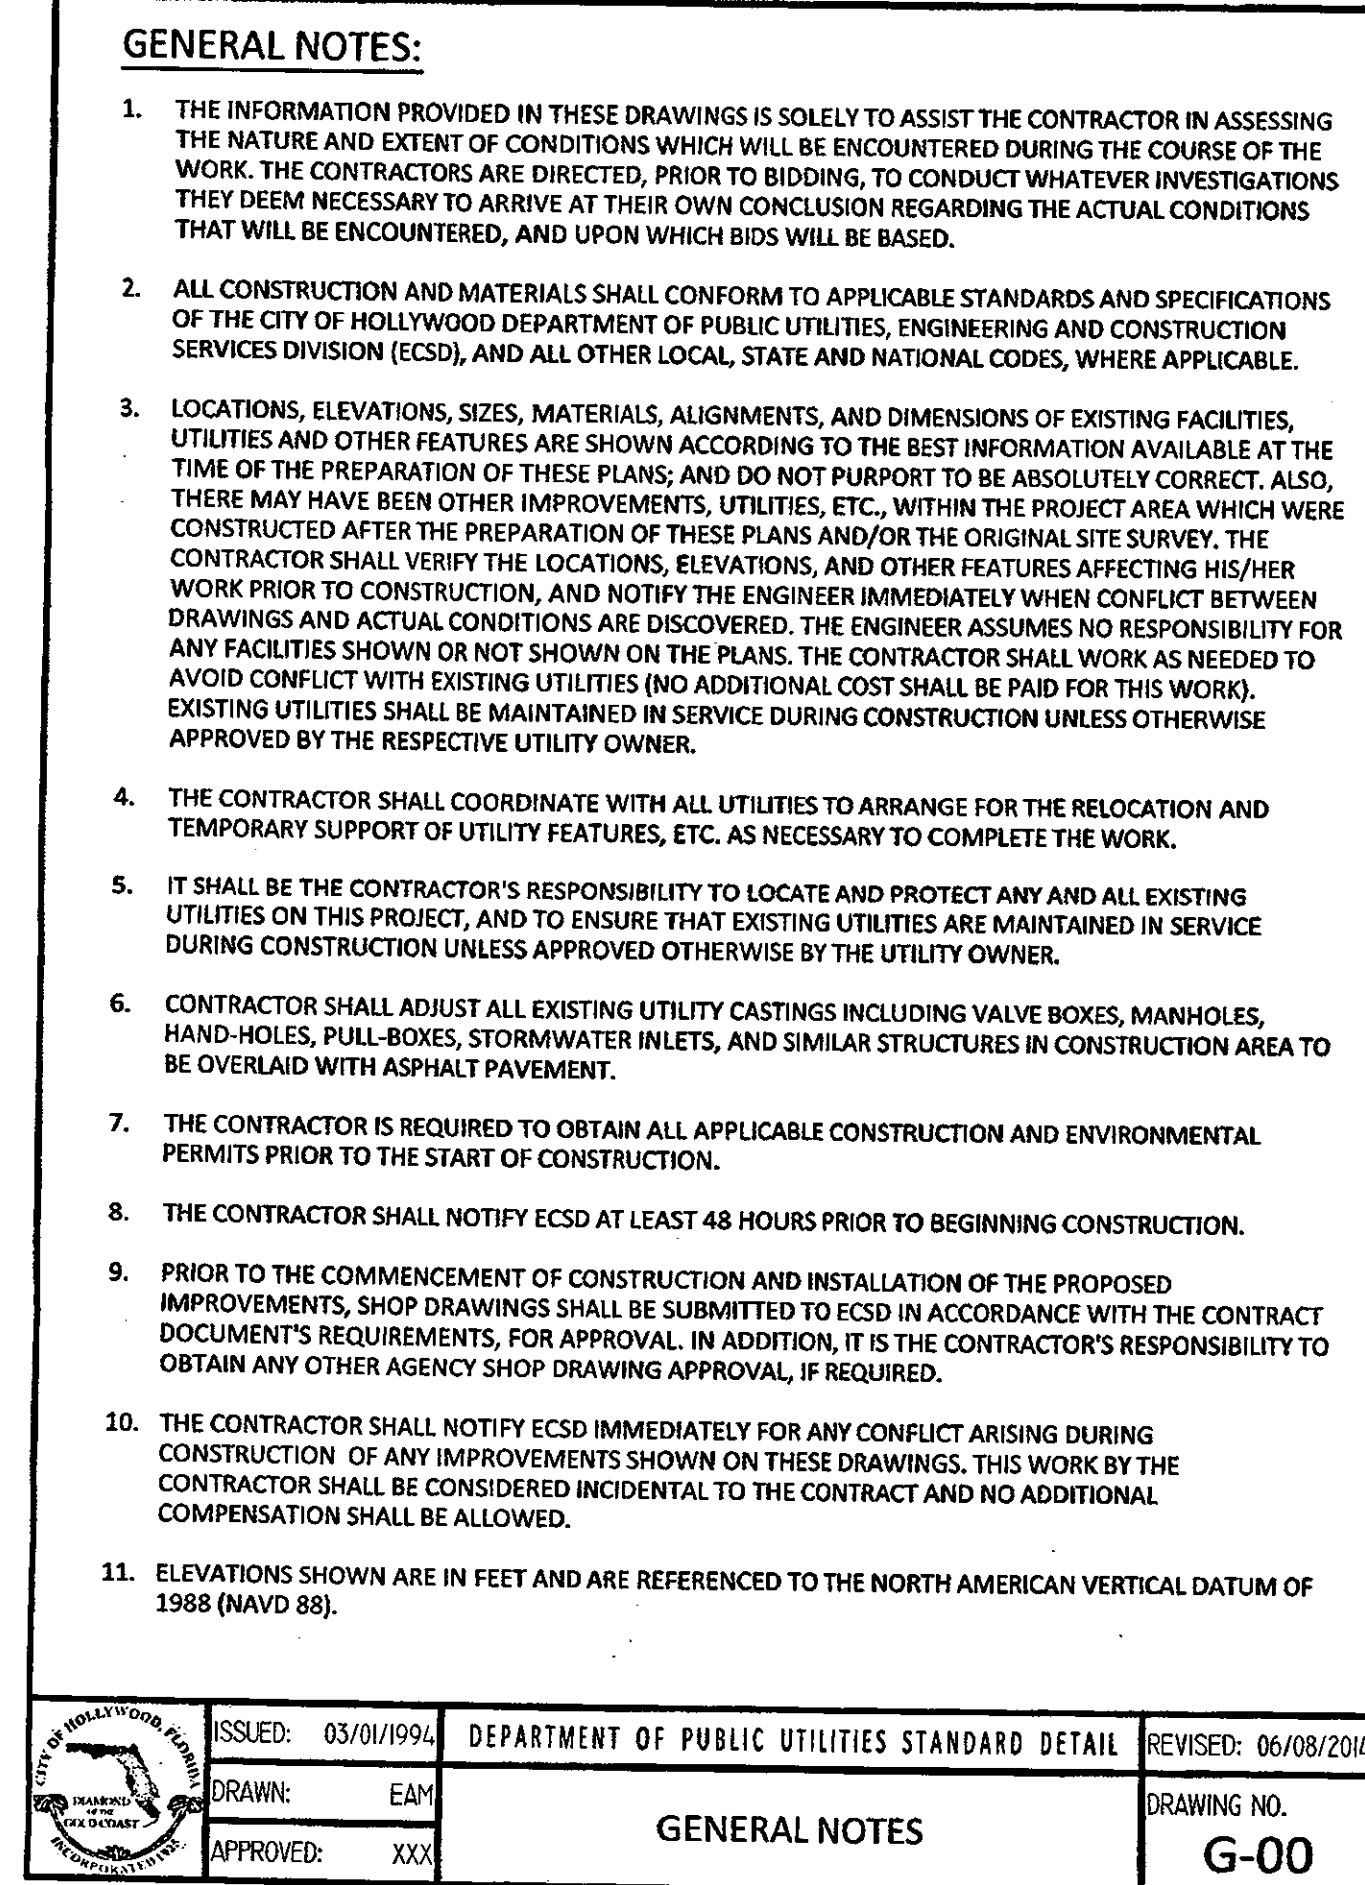 GENERAL NOTES:
1. THE INFORMATION PROVIDED IN THESE DRAWINGS IS SOLELY TO ASSIST THE CONTRACTOR IN ASSESSING
THE NATURE AND EXTENT OF CONDITIONS WHICH WILL BE ENCOUNTERED DURING THE COURSE OF THE
WORK. THE CONTRACTORS ARE DIRECTED, PRIOR TO BIDDING, TO CONDUCT WHATEVER INVESTIGATIONS
THEY DEEM NECESSARY TO ARRIVE AT THEIR OWN CONCLUSION REGARDING THE ACTUAL CONDITIONS
THAT WILL BE ENCOUNTERED, AND UPON WHICH BIDS WILL BE BASED.
2. ALL CONSTRUCTION AND MATERIALS SHALL CONFORM TO APPLICABLE STANDARDS AND SPECIFICATIONS
OF THE CITY OF HOLLYWOOD DEPARTMENT OF PUBLIC UTILITIES, ENGINEERING AND CONSTRUCTION
SERVICES DIVISION (ECSD), AND ALL OTHER LOCAL, STATE AND NATIONAL CODES, WHERE APPLICABLE.
3. LOCATIONS, ELEVATIONS, SIZES, MATERIALS, ALIGNMENTS, AND DIMENSIONS OF EXISTING FACILITIES,
UTILITIES AND OTHER FEATURES ARE SHOWN ACCORDING TO THE BEST INFORMATION AVAILABLE AT THE
TIME OF THE PREPARATION OF THESE PLANS; AND DO NOT PURPORT TO BE ABSOLUTELY CORRECT. ALSO,
THERE MAY HAVE BEEN OTHER IMPROVEMENTS, UTILITIES, ETC., WITHIN THE PROJECT AREA WHICH WERE
CONSTRUCTED AFTER THE PREPARATION OF THESE PLANS AND/OR THE ORIGINAL SITE SURVEY. THE
CONTRACTOR SHALL VERIFY THE LOCATIONS, ELEVATIONS, AND OTHER FEATURES AFFECTING HIS/HER
WORK PRIOR TO CONSTRUCTION, AND NOTIFY THE ENGINEER IMMEDIATELY WHEN CONFLICT BETWEEN
DRAWINGS AND ACTUAL CONDITIONS ARE DISCOVERED. THE ENGINEER ASSUMES NO RESPONSIBILITY FOR
ANY FACILITIES SHOWN OR NOT SHOWN ON THE PLANS. THE CONTRACTOR SHALL WORK AS NEEDED TO
AVOID CONFLICT WITH EXISTING UTILITIES (NO ADDITIONAL COST SHALL BE PAID FOR THIS WORK).
EXISTING UTILITIES SHALL BE MAINTAINED IN SERVICE DURING CONSTRUCTION UNLESS OTHERWISE
APPROVED BY THE RESPECTIVE UTILITY OWNER.
4. THE CONTRACTOR SHALL COORDINATE WITH ALL UTILITIES TO ARRANGE FOR THE RELOCATION AND
TEMPORARY SUPPORT OF UTILITY FEATURES, ETC. AS NECESSARY TO COMPLETE THE WORK.
5. IT SHALL BE THE CONTRACTOR'S RESPONSIBILITY TO LOCATE AND PROTECT ANY AND ALL EXISTING
UTILITIES ON THIS PROJECT, AND TO ENSURE THAT EXISTING UTILITIES ARE MAINTAINED IN SERVICE
DURING CONSTRUCTION UNLESS APPROVED OTHERWISE BY THE UTILITY OWNER.
6. CONTRACTOR SHALL ADJUST ALL EXISTING UTILITY CASTINGS INCLUDING VALVE BOXES, MANHOLES,
HAND-HOLES, PULL-BOXES, STORMWATER INLETS, AND SIMILAR STRUCTURES IN CONSTRUCTION AREA TO
BE OVERLAID WITH ASPHALT PAVEMENT.
7. THE CONTRACTOR IS REQUIRED TO OBTAIN ALL APPLICABLE CONSTRUCTION AND ENVIRONMENTAL
PERMITS PRIOR TO THE START OF CONSTRUCTION.
8. THE CONTRACTOR SHALL NOTIFY ECSD AT LEAST 48 HOURS PRIOR TO BEGINNING CONSTRUCTION.
9. PRIOR TO THE COMMENCEMENT OF CONSTRUCTION AND INSTALLATION OF THE PROPOSED
IMPROVEMENTS, SHOP DRAWINGS SHALL BE SUBMITTED TO ECSD IN ACCORDANCE WITH THE CONTRACT
DOCUMENT'S REQUIREMENTS, FOR APPROVAL. IN ADDITION, IT IS THE CONTRACTOR'S RESPONSIBILITY TO
OBTAIN ANY OTHER AGENCY SHOP DRAWING APPROVAL, IF REQUIRED.
10. THE CONTRACTOR SHALL NOTIFY ECSD IMMEDIATELY FOR ANY CONFLICT ARISING DURING
CONSTRUCTION OF ANY IMPROVEMENTS SHOWN ON THESE DRAWINGS. THIS WORK BY THE
CONTRACTOR SHALL BE CONSIDERED INCIDENTAL TO THE CONTRACT AND NO ADDITIONAL
COMPENSATION SHALL BE ALLOWED.
11. ELEVATIONS SHOWN ARE IN FEET AND ARE REFERENCED TO THE NORTH AMERICAN VERTICAL DATUM OF
1988 (NAVD 88).
CITY OF HOLLYWOOD, FLORIDA
DIAMOND
OF THE
GOLD COAST
INCORPORATED 1925
ISSUED: 03/01/1994
DRAWN: EAM
APPROVED: XXX
DEPARTMENT OF PUBLIC UTILITIES STANDARD DETAIL
GENERAL NOTES
REVISED: 06/08/2014
DRAWING NO.
G-00